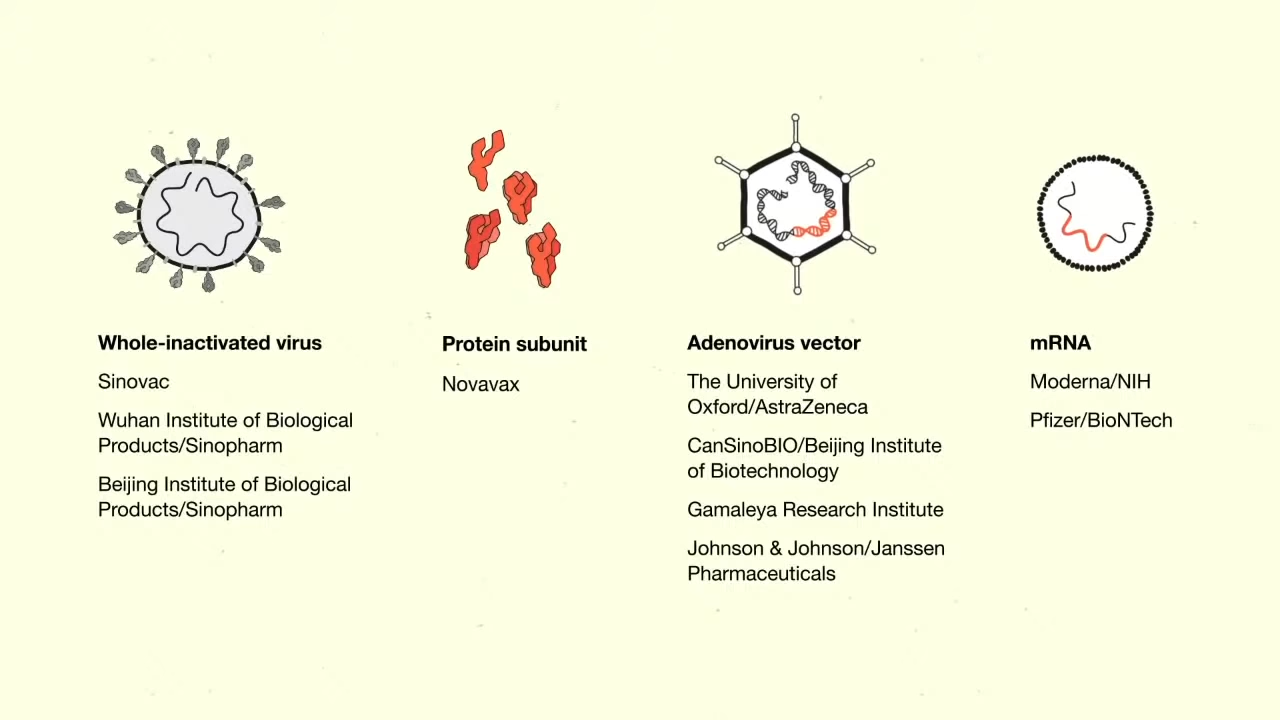 Whole-inactivated virus
Sinovac
Wuhan Institute of Biological
Products/Sinopharm
Beijing Institute of Biological
Products/Sinopharm
Protein subunit
Novavax
Adenovirus vector
The University of
Oxford/AstraZeneca
CanSinoBIO/Beijing Institute
of Biotechnology
Gamaleya Research Institute
Johnson & Johnson/Janssen
Pharmaceuticals
mRNA
Moderna/NIH
Pfizer/BioNTech